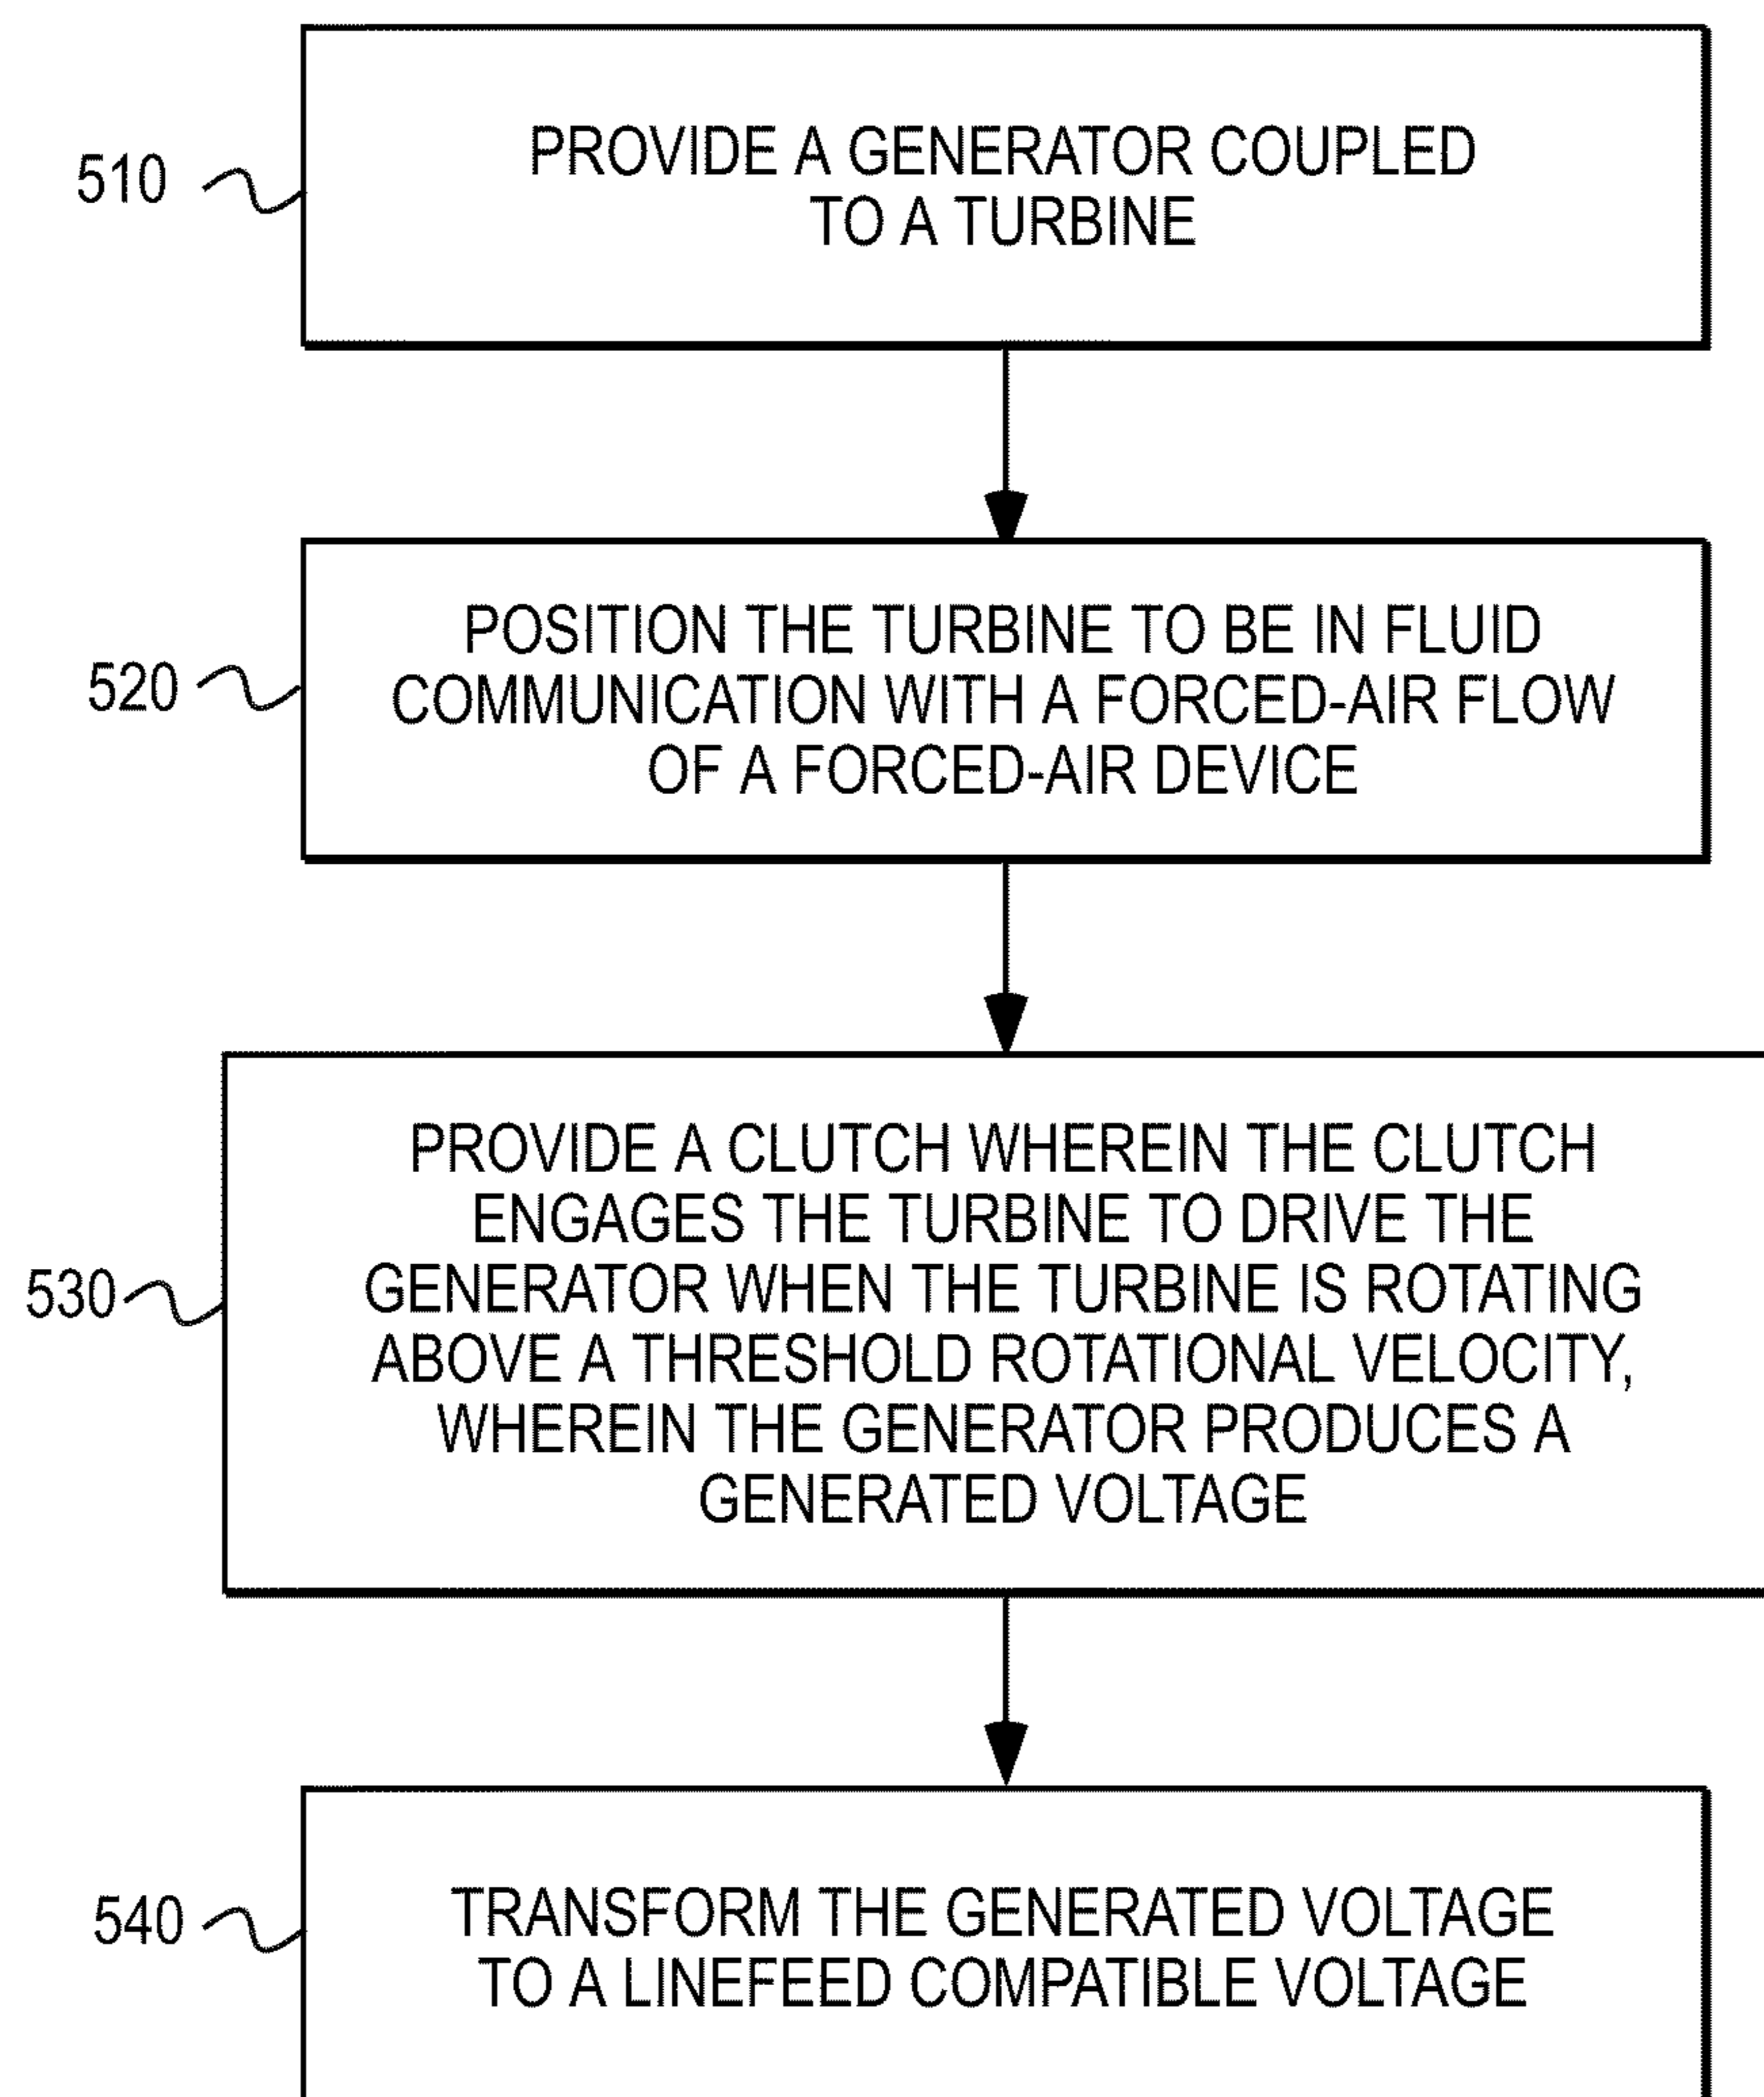 510
PROVIDE A GENERATOR COUPLED
TO A TURBINE
520
POSITION THE TURBINE TO BE IN FLUID
COMMUNICATION WITH A FORCED-AIR FLOW
OF A FORCED-AIR DEVICE
530
PROVIDE A CLUTCH WHEREIN THE CLUTCH
ENGAGES THE TURBINE TO DRIVE THE
GENERATOR WHEN THE TURBINE IS ROTATING
ABOVE A THRESHOLD ROTATIONAL VELOCITY,
WHEREIN THE GENERATOR PRODUCES A
GENERATED VOLTAGE
540
TRANSFORM THE GENERATED VOLTAGE
TO A LINEFEED COMPATIBLE VOLTAGE